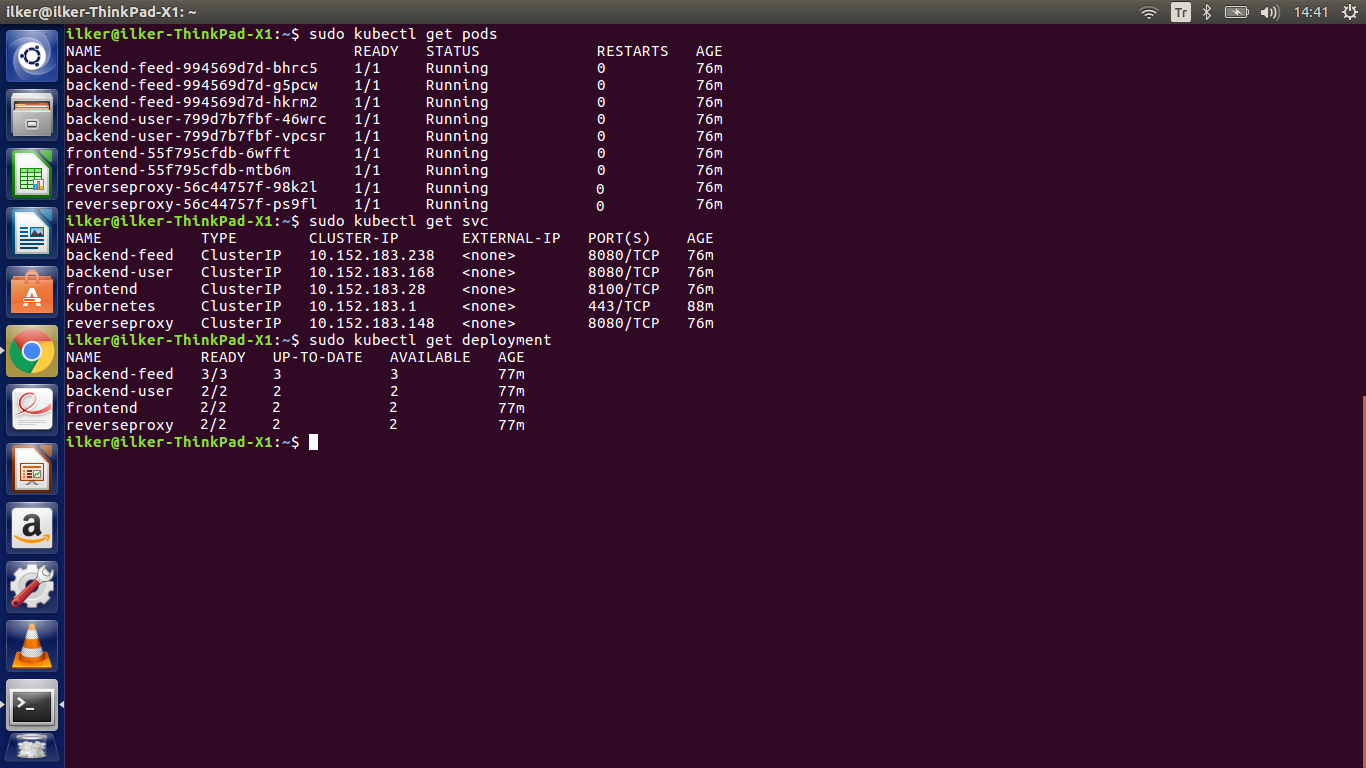 ilker@ilker-ThinkPad-X1: ~
Tr
14:41
ilker@ilker-ThinkPad-X1:~$ sudo kubectl get pods
NAME READY STATUS RESTARTS AGE
backend-feed-994569d7d-bhrc5 1/1 Running 0 76m
backend-feed-994569d7d-g5pcw 1/1 Running 0 76m
backend-feed-994569d7d-hkrm2 1/1 Running 0 76m
backend-user-799d7b7fbf-46wrc 1/1 Running 0 76m
backend-user-799d7b7fbf-vpcsr 1/1 Running 0 76m
frontend-55f795cfdb-6wfft 1/1 Running 0 76m
frontend-55f795cfdb-mtb6m 1/1 Running 0 76m
reverseproxy-56c44757f-98k2l 1/1 Running 0 76m
reverseproxy-56c44757f-ps9fl 1/1 Running 0 76m
ilker@ilker-ThinkPad-X1:~$ sudo kubectl get svc
NAME TYPE CLUSTER-IP EXTERNAL-IP PORT(S) AGE
backend-feed ClusterIP 10.152.183.238 <none> 8080/TCP 76m
backend-user ClusterIP 10.152.183.168 <none> 8080/TCP 76m
frontend ClusterIP 10.152.183.28 <none> 8100/TCP 76m
kubernetes ClusterIP 10.152.183.1 <none> 443/TCP 88m
reverseproxy ClusterIP 10.152.183.148 <none> 8080/TCP 76m
ilker@ilker-ThinkPad-X1:~$ sudo kubectl get deployment
NAME READY UP-TO-DATE AVAILABLE AGE
backend-feed 3/3 3 3 77m
backend-user 2/2 2 2 77m
frontend 2/2 2 2 77m
reverseproxy 2/2 2 2 77m
ilker@ilker-ThinkPad-X1:~$